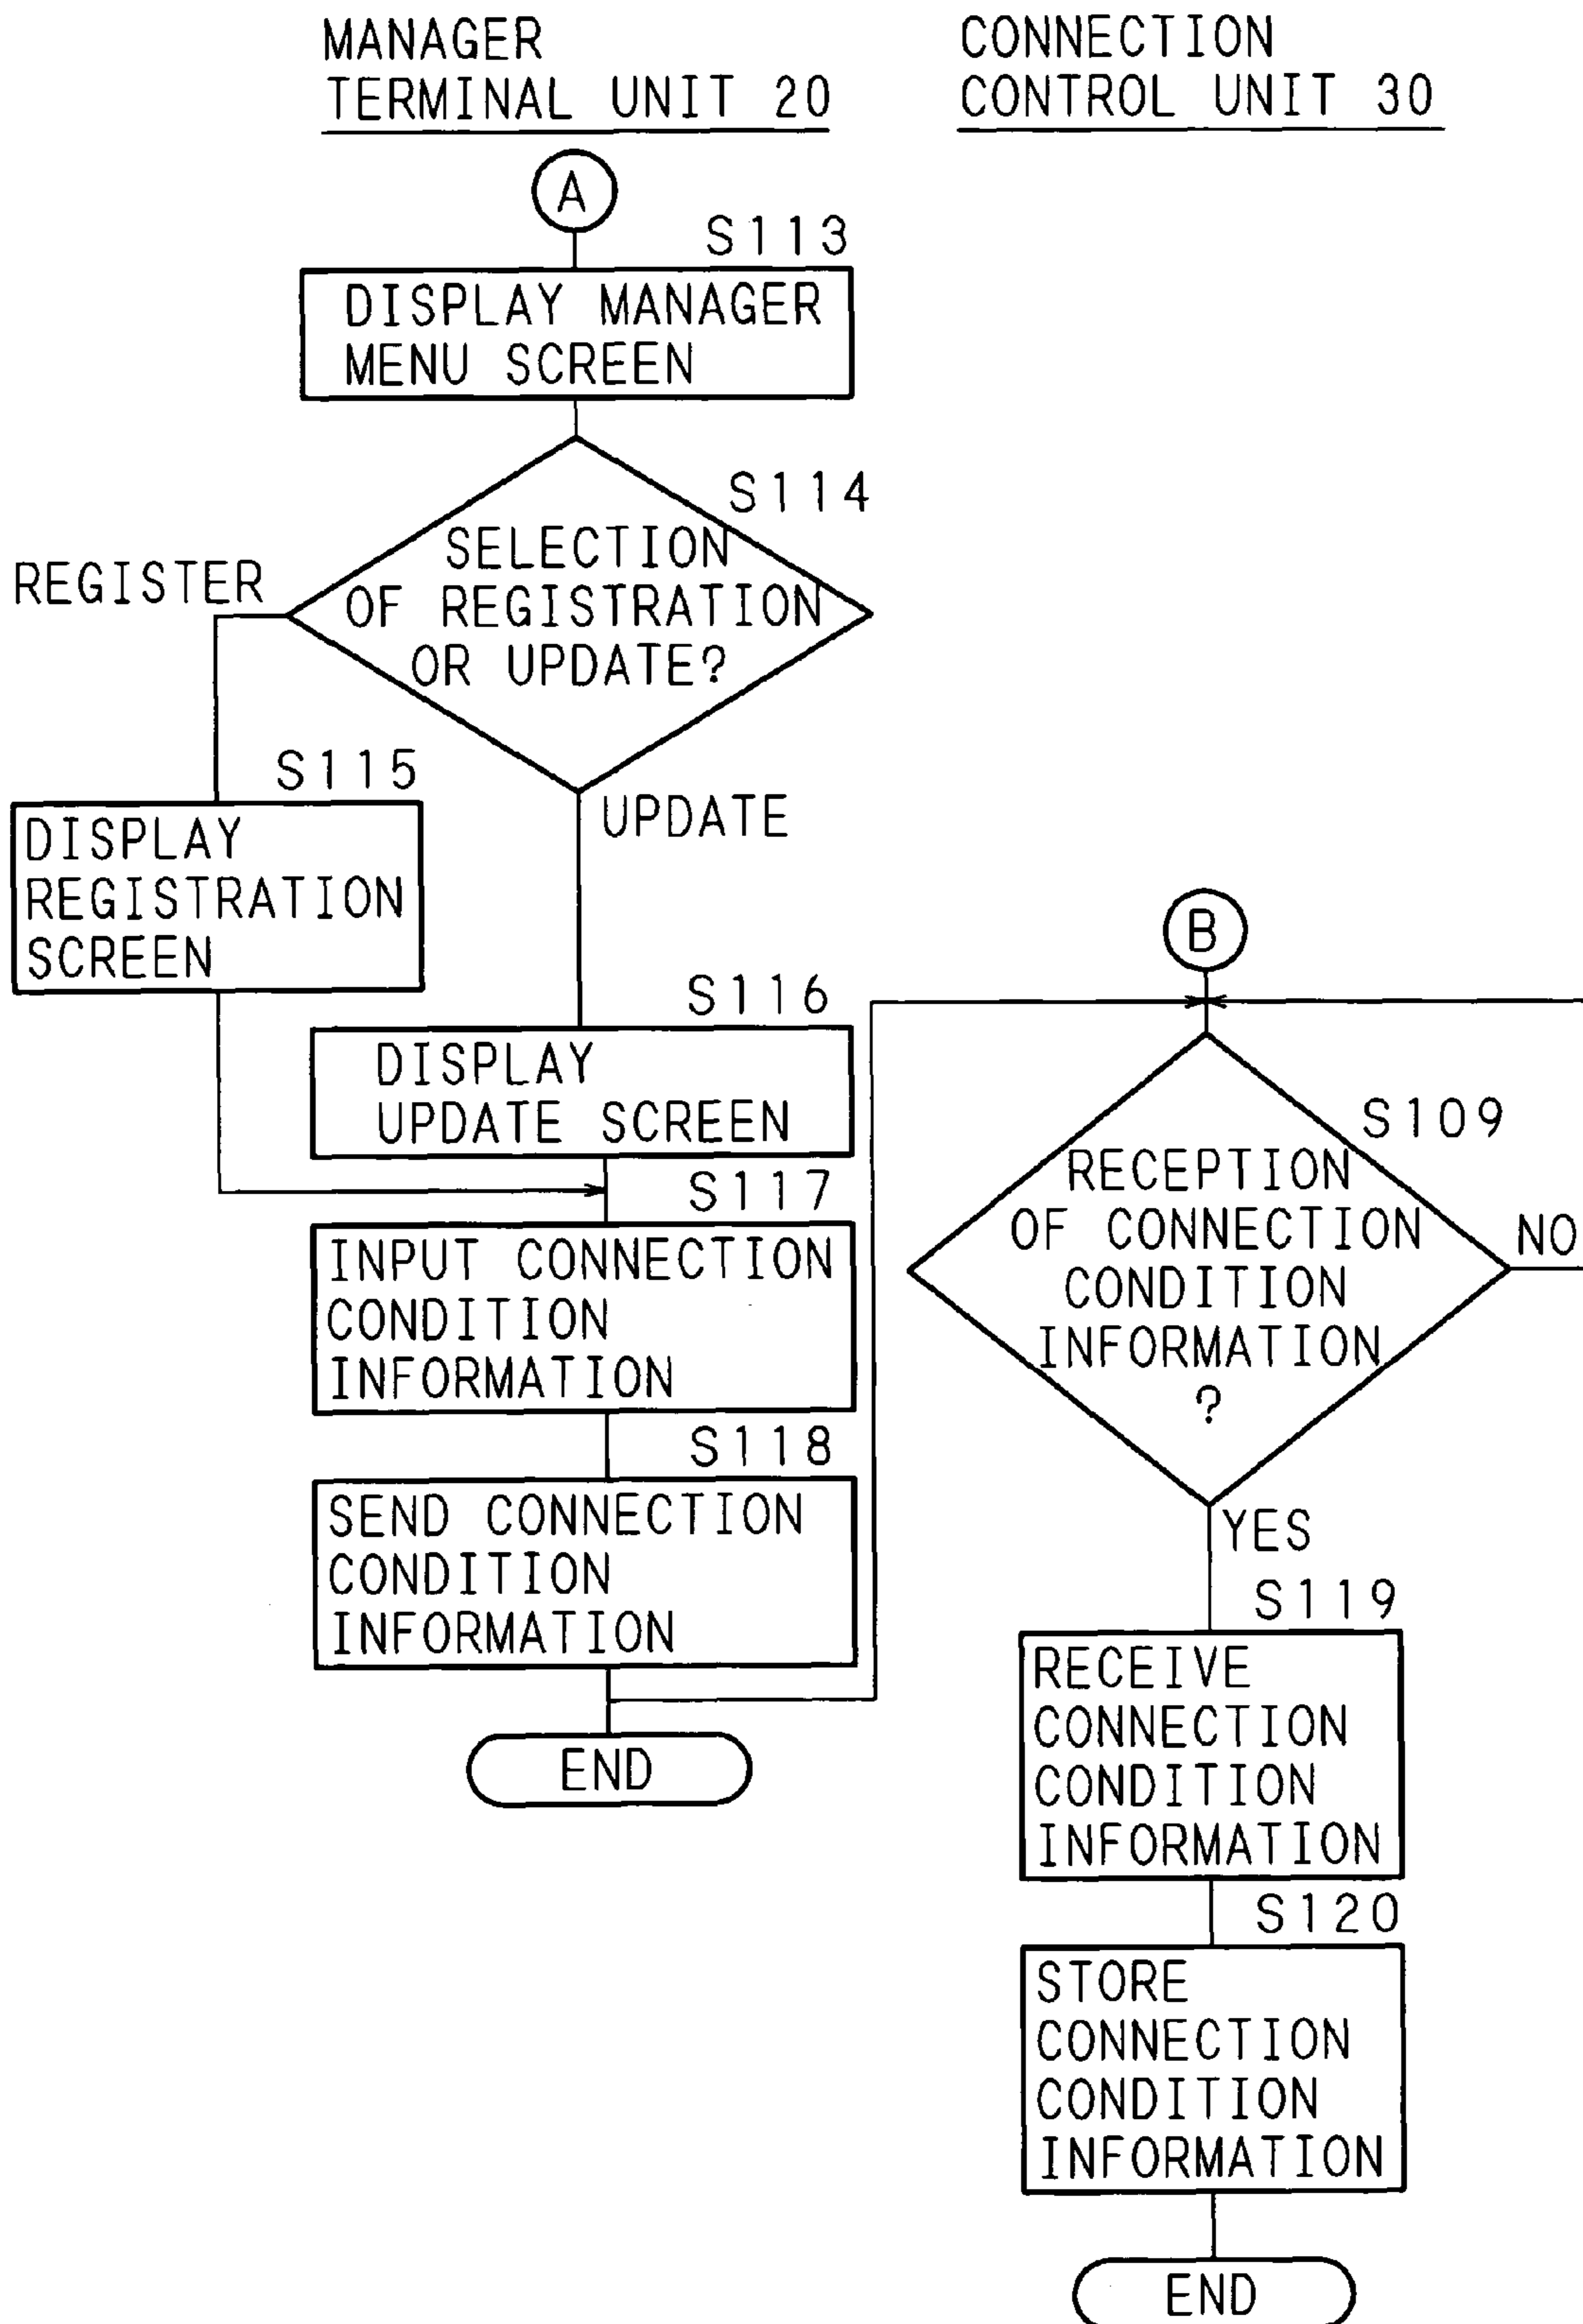 MANAGER
TERMINAL UNIT 20
CONNECTION
CONTROL UNIT 30
A
S113
DISPLAY MANAGER
MENU SCREEN
S114
SELECTION
OF REGISTRATION
OR UPDATE?
REGISTER
UPDATE
S115
DISPLAY
REGISTRATION
SCREEN
S116
DISPLAY
UPDATE SCREEN
S117
INPUT CONNECTION
CONDITION
INFORMATION
S118
SEND CONNECTION
CONDITION
INFORMATION
END
B
S109
RECEPTION
OF CONNECTION
CONDITION
INFORMATION
?
NO
YES
S119
RECEIVE
CONNECTION
CONDITION
INFORMATION
S120
STORE
CONNECTION
CONDITION
INFORMATION
END